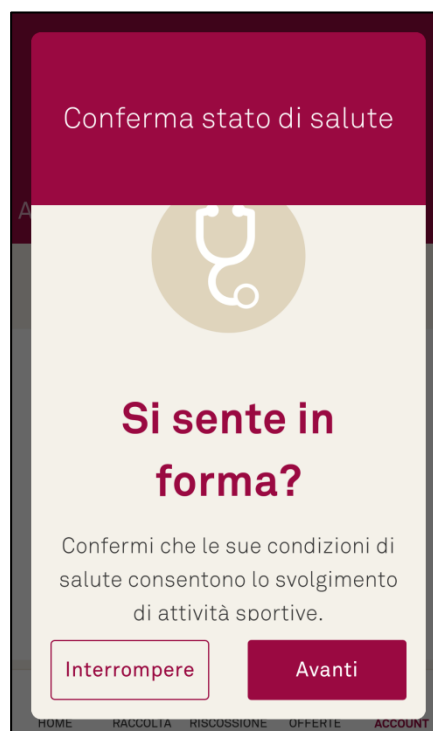 Conferma stato di salute
A
Si sente in
forma?
Confermi che le sue condizioni di
salute consentono lo svolgimento
di attività sportive.
Interrompere
Avanti
HOME RACCOLTA RISCOSSIONE OFFERTE ACCOUNT